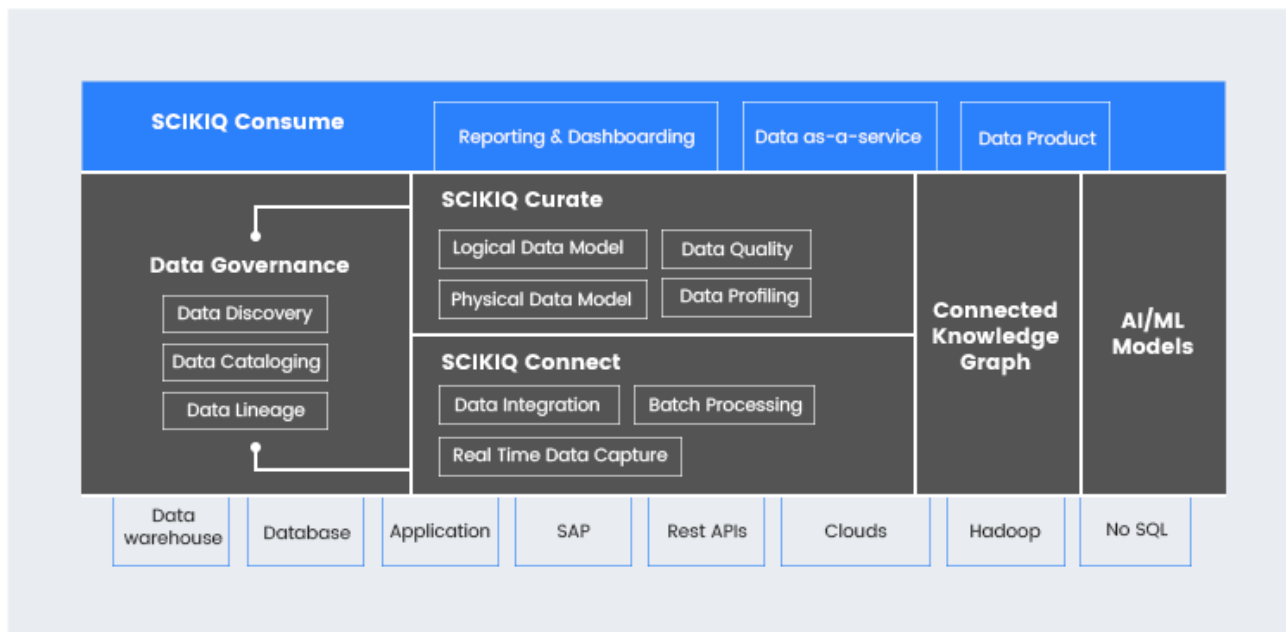 SCIKIQ Consume
Reporting & Dashboarding
Data as-a-service
Data Product
Data Governance
Data Discovery
Data Cataloging
Data Lineage
SCIKIQ Curate
Logical Data Model
Data Quality
Physical Data Model
Data Profiling
SCIKIQ Connect
Data Integration
Batch Processing
Real Time Data Capture
Connected
Knowledge
Graph
AI/ML
Models
Data
warehouse
Database
Application
SAP
Rest APIs
Clouds
Hadoop
No SQL